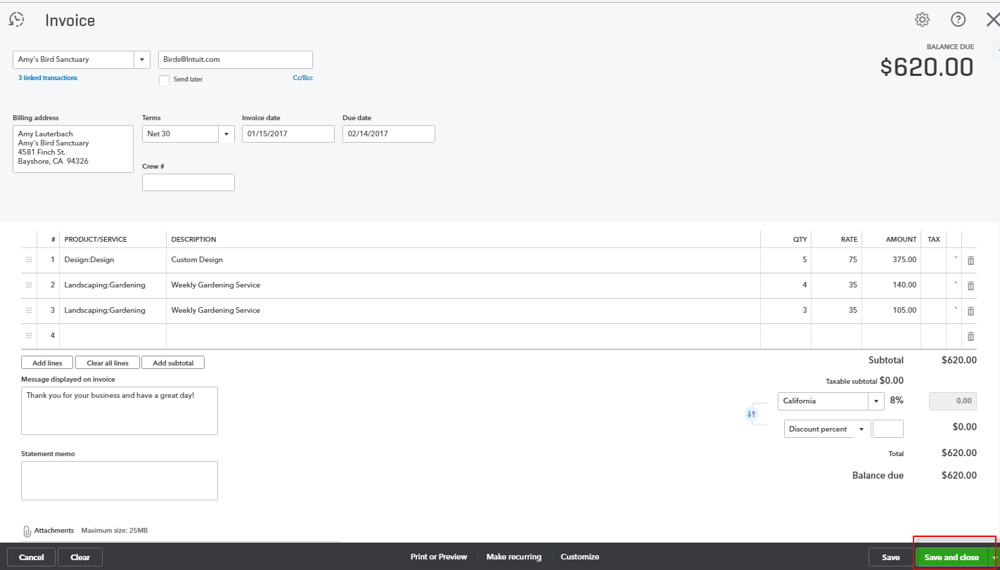 Invoice
BALANCE DUE
$620.00
Amy's Bird Sanctuary
Birds@Intuit.com
3 linked transactions
Send later
Cc/Bcc
Billing address
Terms
Invoice date
Due date
Amy Lauterbach
Amy's Bird Sanctuary
4581 Finch St.
Bayshore, CA 94326
Net 30
01/15/2017
02/14/2017
Crew #
# PRODUCT/SERVICE DESCRIPTION QTY RATE AMOUNT TAX
1 Design:Design Custom Design 5 75 375.00
2 Landscaping:Gardening Weekly Gardening Service 4 35 140.00
3 Landscaping:Gardening Weekly Gardening Service 3 35 105.00
4
Add lines Clear all lines Add subtotal
Subtotal $620.00
Message displayed on invoice
Thank you for your business and have a great day!
Taxable subtotal $0.00
California 8% 0.00
Discount percent $0.00
Statement memo
Total $620.00
Balance due $620.00
Attachments Maximum size: 25MB
Cancel Clear Print or Preview Make recurring Customize Save Save and close